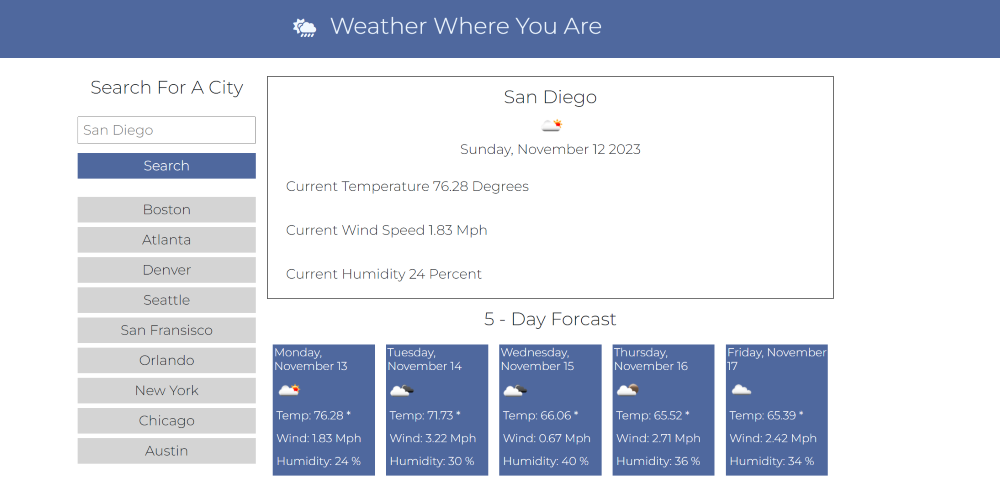 Weather Where You Are
Search For A City
San Diego
Search
Boston
Atlanta
Denver
Seattle
San Fransisco
Orlando
New York
Chicago
Austin
San Diego
Sunday, November 12 2023
Current Temperature 76.28 Degrees
Current Wind Speed 1.83 Mph
Current Humidity 24 Percent
5 - Day Forcast
Monday,
November 13
Temp: 76.28 *
Wind: 1.83 Mph
Humidity: 24 %
Tuesday,
November 14
Temp: 71.73 *
Wind: 3.22 Mph
Humidity: 30 %
Wednesday,
November 15
Temp: 66.06 *
Wind: 0.67 Mph
Humidity: 40 %
Thursday,
November 16
Temp: 65.52 *
Wind: 2.71 Mph
Humidity: 36 %
Friday, November
17
Temp: 65.39 *
Wind: 2.42 Mph
Humidity: 34 %